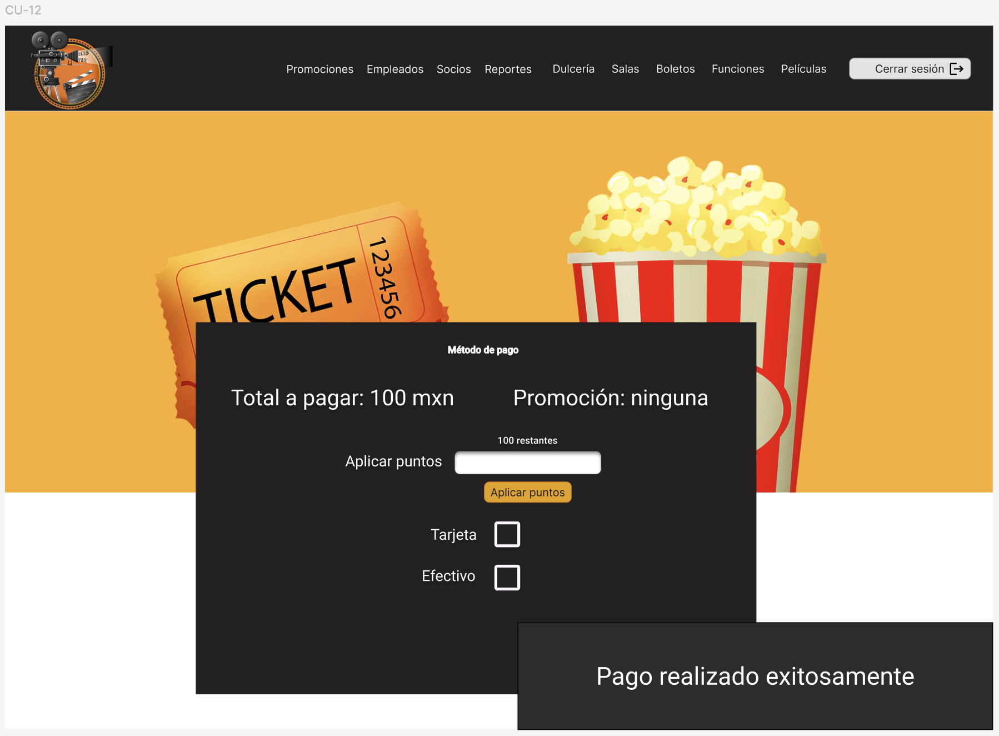 CU-12
CINE
Promociones Empleados Socios Reportes Dulcería Salas Boletos Funciones Películas Cerrar sesión
TICKET
123456
Método de pago
Total a pagar: 100 mxn Promoción: ninguna
100 restantes
Aplicar puntos
Aplicar puntos
Tarjeta
Efectivo
Pago realizado exitosamente